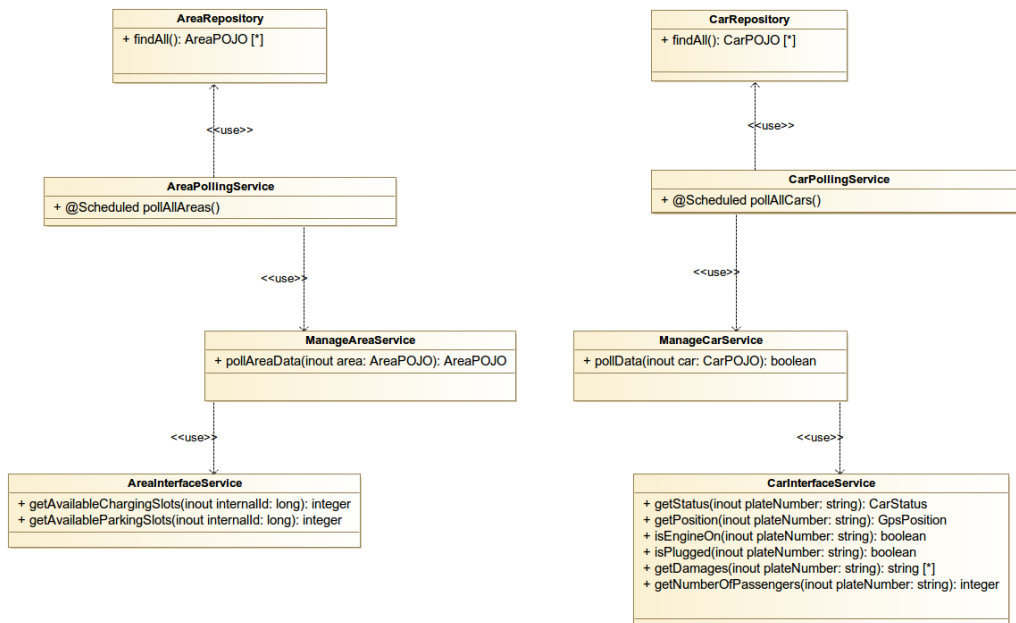 AreaRepository
+ findAll(): AreaPOJO [*]
<<use>>
AreaPollingService
+ @Scheduled pollAllAreas()
<<use>>
ManageAreaService
+ pollAreaData(inout area: AreaPOJO): AreaPOJO
<<use>>
AreaInterfaceService
+ getAvailableChargingSlots(inout internalId: long): integer
+ getAvailableParkingSlots(inout internalId: long): integer
CarRepository
+ findAll(): CarPOJO [*]
<<use>>
CarPollingService
+ @Scheduled pollAllCars()
<<use>>
ManageCarService
+ pollData(inout car: CarPOJO): boolean
<<use>>
CarInterfaceService
+ getStatus(inout plateNumber: string): CarStatus
+ getPosition(inout plateNumber: string): GpsPosition
+ isEngineOn(inout plateNumber: string): boolean
+ isPlugged(inout plateNumber: string): boolean
+ getDamages(inout plateNumber: string): string [*]
+ getNumberOfPassengers(inout plateNumber: string): integer